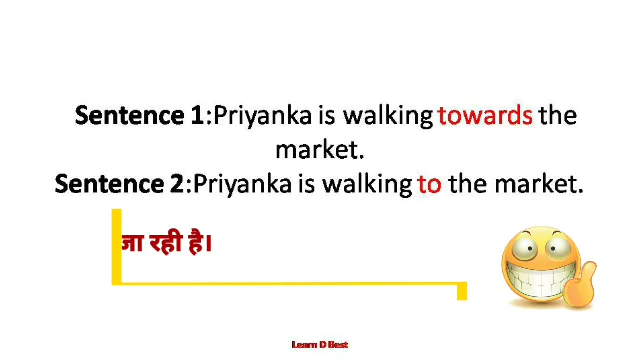 Sentence 1:Priyanka is walking towards the
market.
Sentence 2:Priyanka is walking to the market.
जा रही है।
Learn D Best